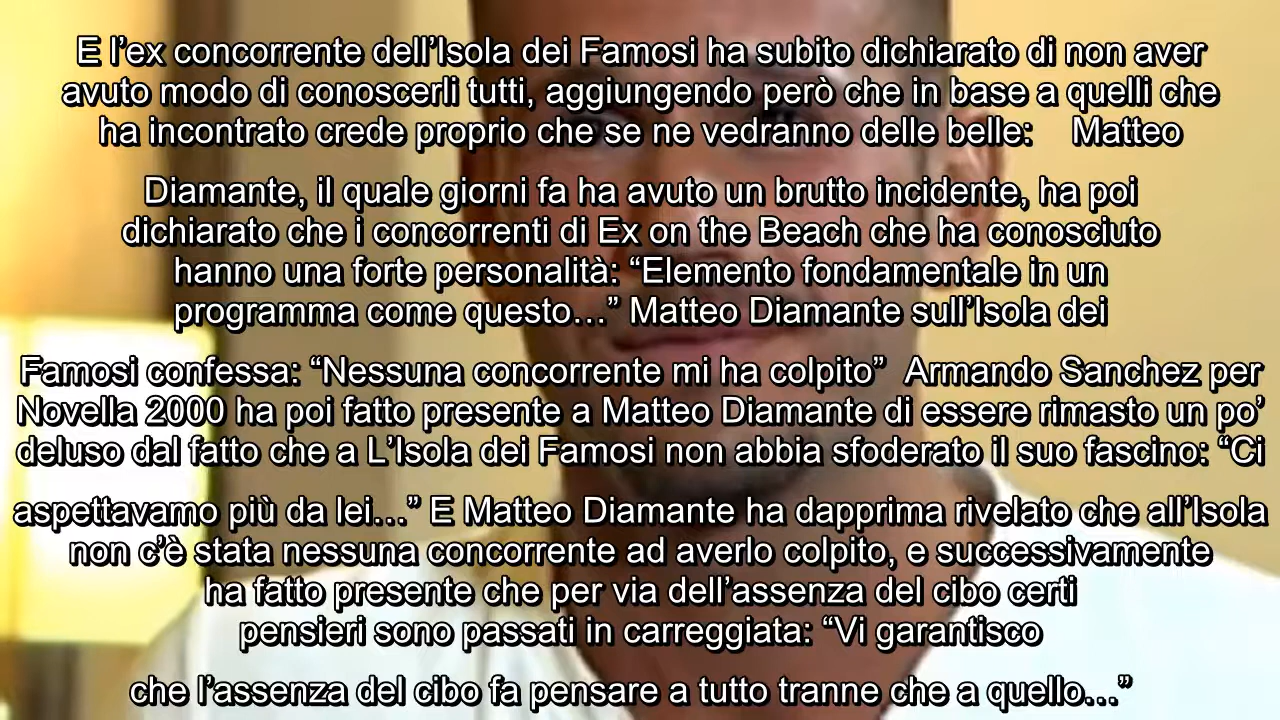 E l’ex concorrente dell’Isola dei Famosi ha subito dichiarato di non aver
avuto modo di conoscerli tutti, aggiungendo però che in base a quelli che
ha incontrato crede proprio che se ne vedranno delle belle: Matteo
Diamante, il quale giorni fa ha avuto un brutto incidente, ha poi
dichiarato che i concorrenti di Ex on the Beach che ha conosciuto
hanno una forte personalità: “Elemento fondamentale in un
programma come questo…” Matteo Diamante sull’Isola dei
Famosi confessa: “Nessuna concorrente mi ha colpito” Armando Sanchez per
Novella 2000 ha poi fatto presente a Matteo Diamante di essere rimasto un po’
deluso dal fatto che a L’Isola dei Famosi non abbia sfoderato il suo fascino: “Ci
aspettavamo più da lei…” E Matteo Diamante ha dapprima rivelato che all’Isola
non c’è stata nessuna concorrente ad averlo colpito, e successivamente
ha fatto presente che per via dell’assenza del cibo certi
pensieri sono passati in carreggiata: “Vi garantisco
che l’assenza del cibo fa pensare a tutto tranne che a quello…”